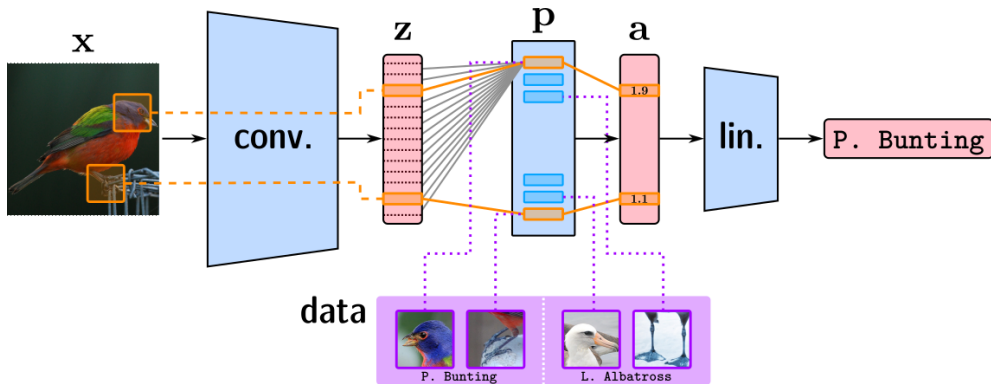 x
z
p
a
conv.
1.9
1.1
lin.
P. Bunting
data
P. Bunting
L. Albatross